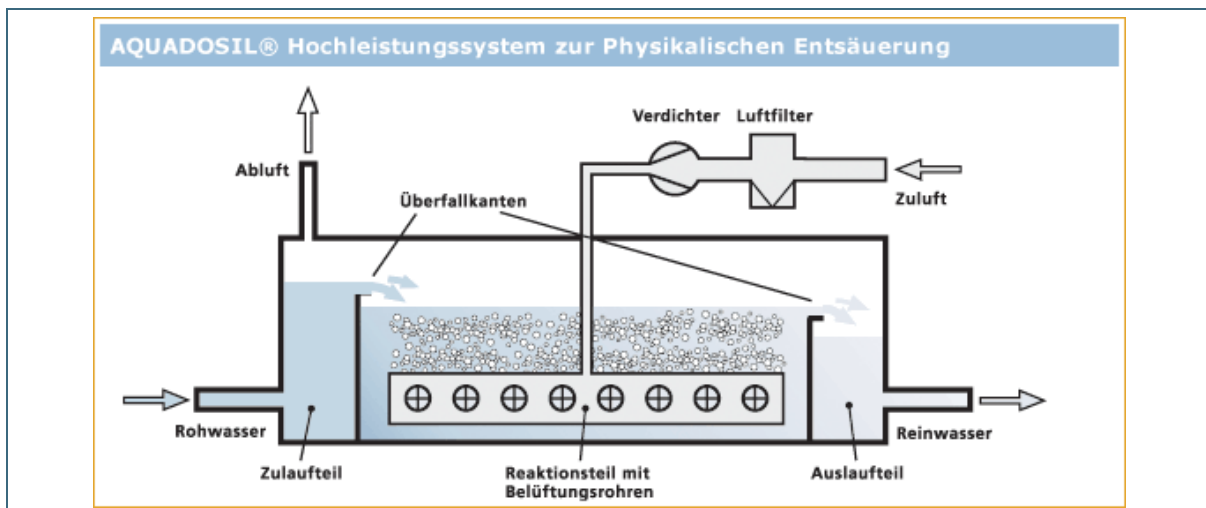 AQUADOSIL® Hochleistungssystem zur Physikalischen Entsäuerung
Verdichter
Luftfilter
Abluft
Überfallkanten
Zuluft
Rohwasser
Reinwasser
Zulaufteil
Reaktionsteil mit
Belüftungsrohren
Auslaufteil